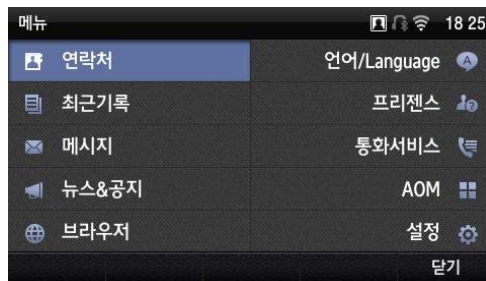 메뉴 18 25
연락처 언어/Language
최근기록 프리젠스
메시지 통화서비스
뉴스&공지 AOM
브라우저 설정
닫기